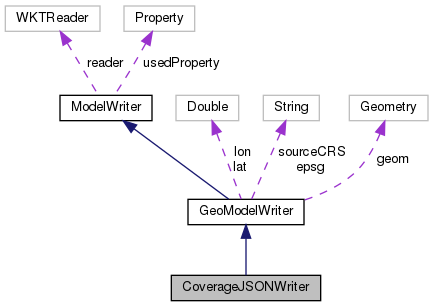 WKTReader
Property
reader
usedProperty
ModelWriter
Double
String
Geometry
lon
lat
sourceCRS
epsg
geom
GeoModelWriter
CoverageJSONWriter